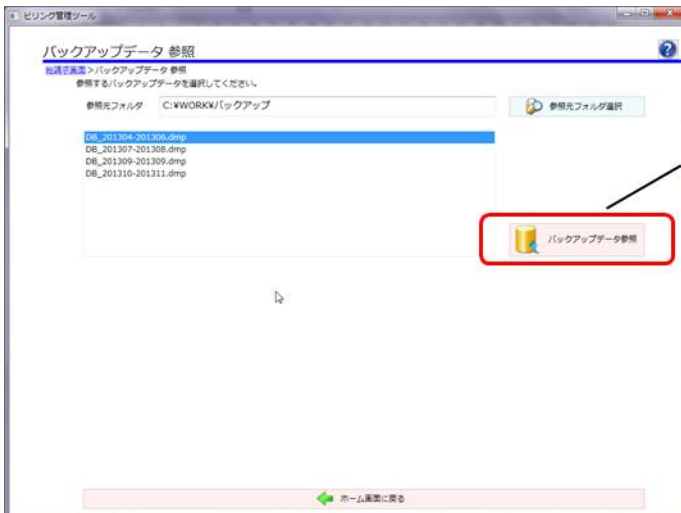 ビリング管理ツール
バックアップデータ 参照
総請求画面>バックアップデータ 参照
参照するバックアップデータを選択してください。
参照元フォルダ C:¥WORK¥バックアップ
参照元フォルダ選択
DB_201304-201306.dmp
DB_201307-201308.dmp
DB_201309-201309.dmp
DB_201310-201311.dmp
バックアップデータ参照
ホーム画面に戻る